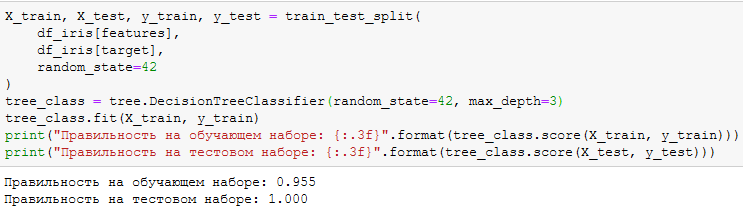 X_train, X_test, y_train, y_test = train_test_split(
    df_iris[features],
    df_iris[target],
    random_state=42
)
tree_class = tree.DecisionTreeClassifier(random_state=42, max_depth=3)
tree_class.fit(X_train, y_train)
print("Правильность на обучающем наборе: {:.3f}".format(tree_class.score(X_train, y_train)))
print("Правильность на тестовом наборе: {:.3f}".format(tree_class.score(X_test, y_test)))
Правильность на обучающем наборе: 0.955
Правильность на тестовом наборе: 1.000